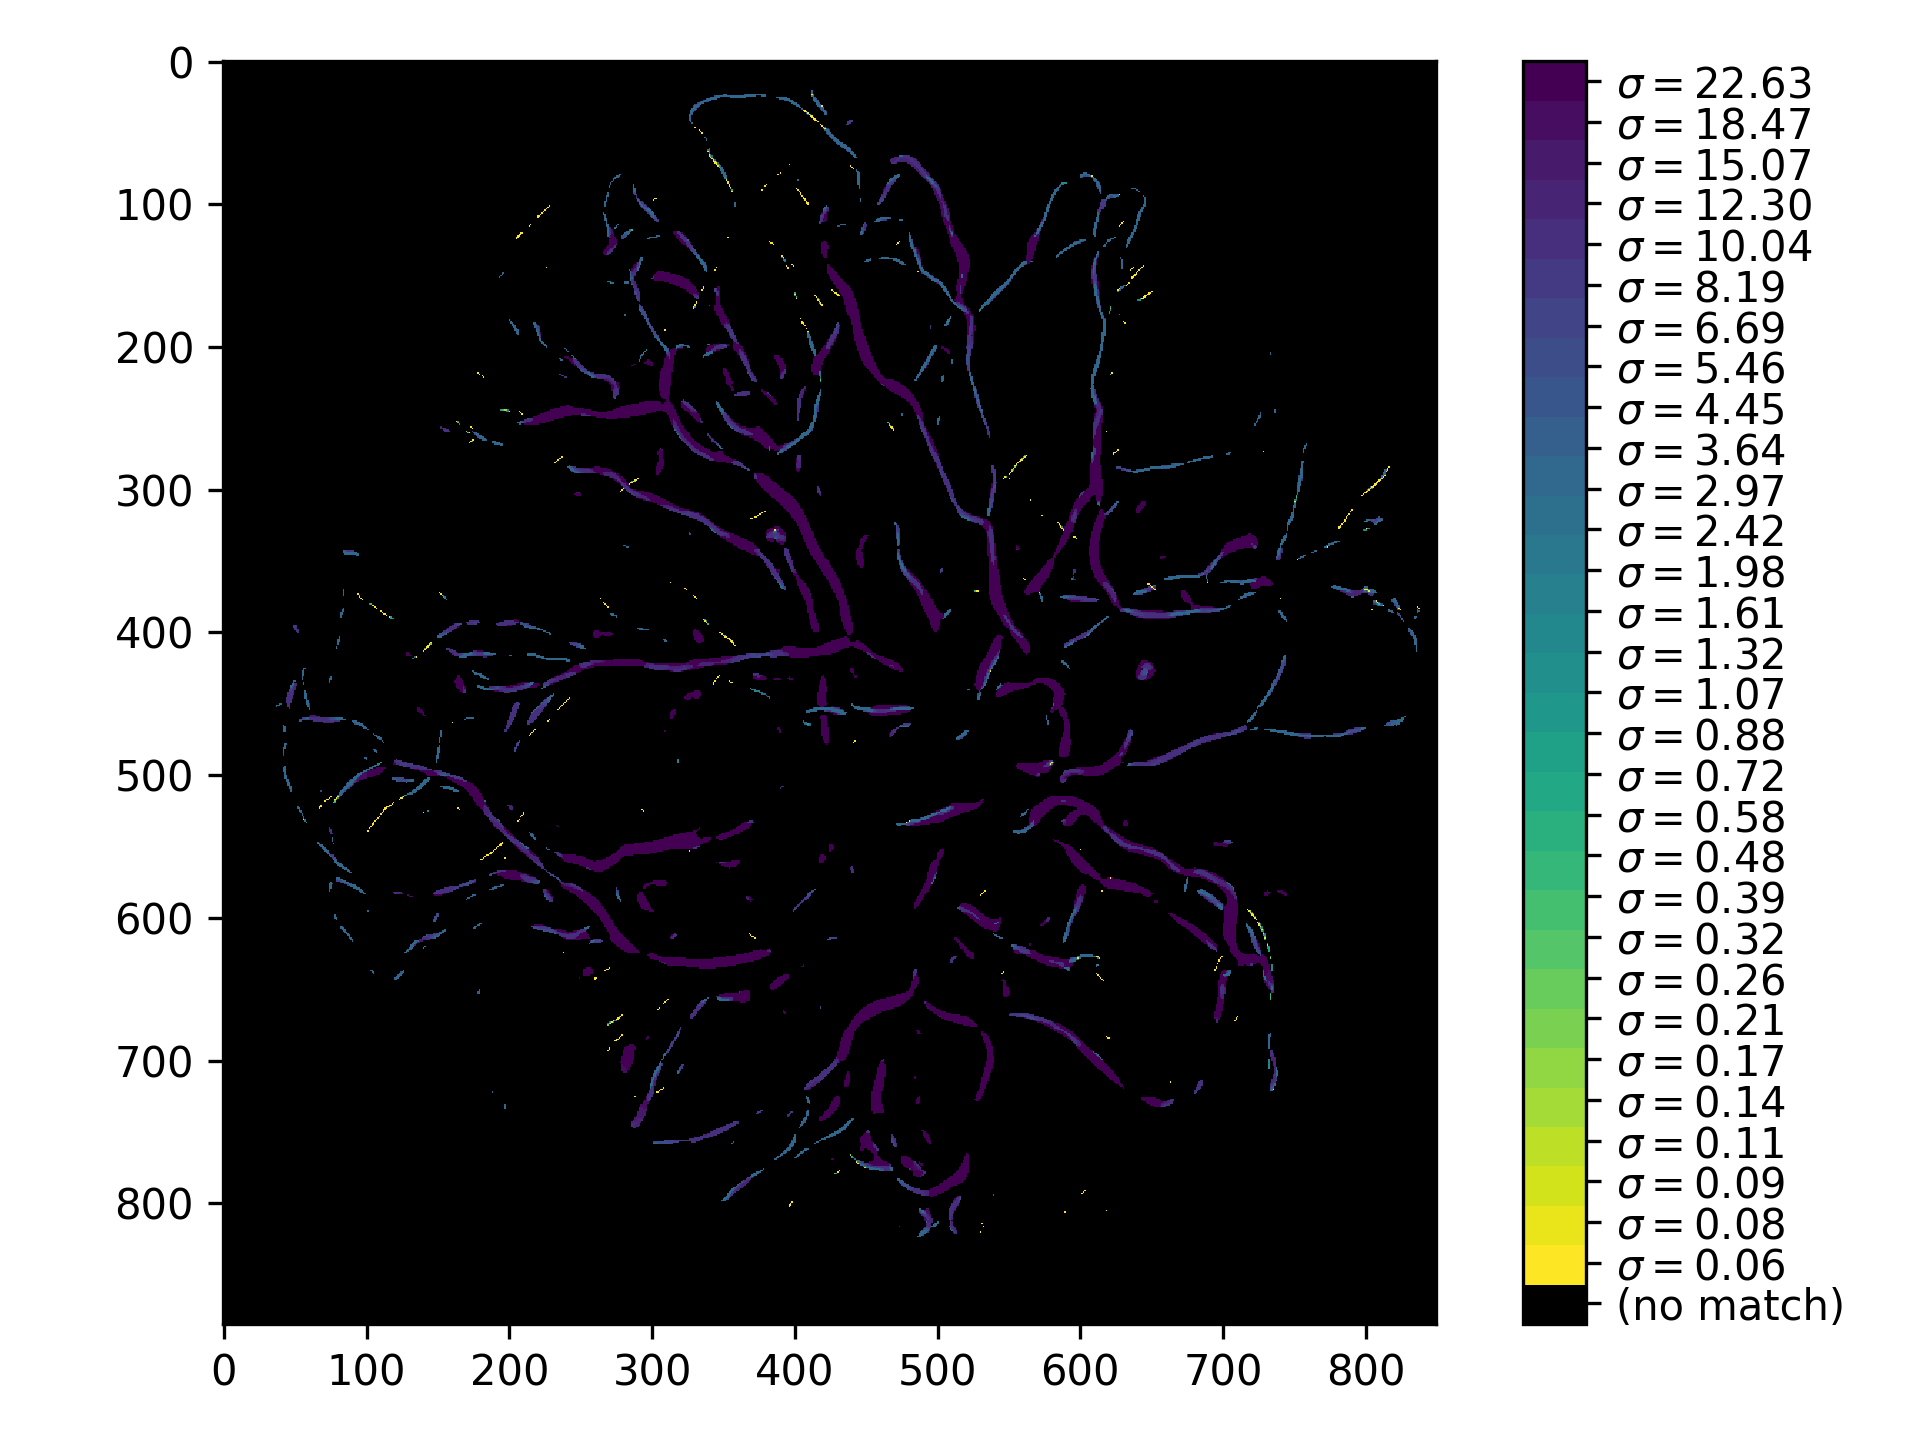 0
100
200
300
400
500
600
700
800
0 100 200 300 400 500 600 700 800
σ = 22.63
σ = 18.47
σ = 15.07
σ = 12.30
σ = 10.04
σ = 8.19
σ = 6.69
σ = 5.46
σ = 4.45
σ = 3.64
σ = 2.97
σ = 2.42
σ = 1.98
σ = 1.61
σ = 1.32
σ = 1.07
σ = 0.88
σ = 0.72
σ = 0.58
σ = 0.48
σ = 0.39
σ = 0.32
σ = 0.26
σ = 0.21
σ = 0.17
σ = 0.14
σ = 0.11
σ = 0.09
σ = 0.08
σ = 0.06
(no match)